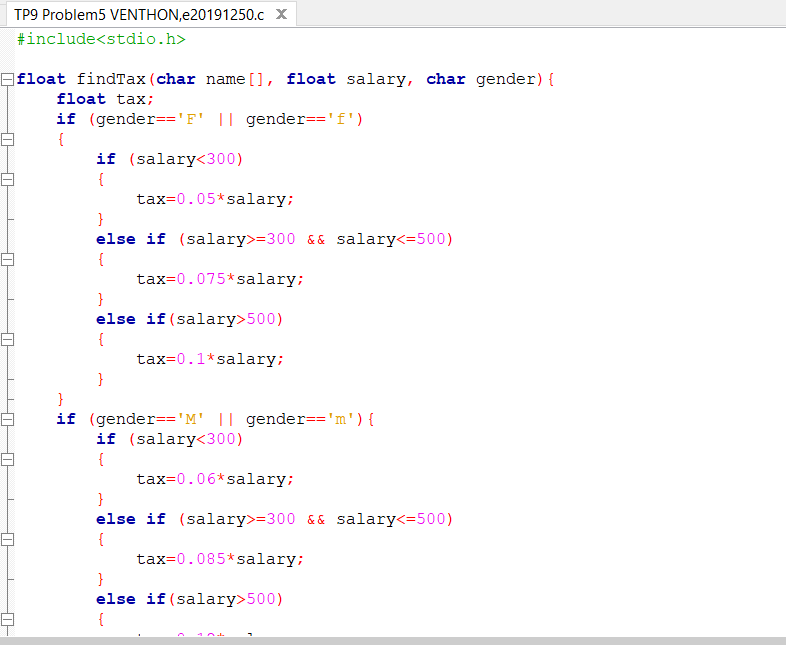 TP9 Problem5 VENTHON,e20191250.c
#include<stdio.h>
float findTax(char name[], float salary, char gender){
float tax;
if (gender=='F' || gender=='f')
{
if (salary<300)
{
tax=0.05*salary;
}
else if (salary>=300 && salary<=500)
{
tax=0.075*salary;
}
else if(salary>500)
{
tax=0.1*salary;
}
}
if (gender=='M' || gender=='m'){
if (salary<300)
{
tax=0.06*salary;
}
else if (salary>=300 && salary<=500)
{
tax=0.085*salary;
}
else if(salary>500)
{